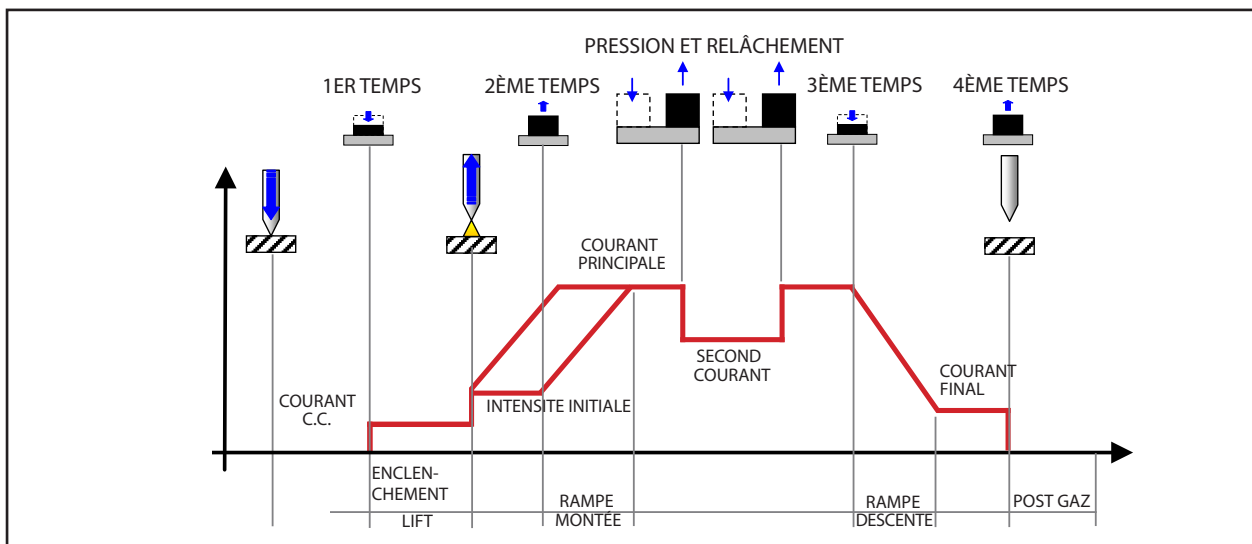 PRESSION ET RELÂCHEMENT
1ER TEMPS
2ÈME TEMPS
3ÈME TEMPS
4ÈME TEMPS
COURANT
PRINCIPALE
SECOND
COURANT
COURANT
FINAL
COURANT
C.C.
INTENSITE INITIALE
ENCLEN-
CHEMENT
LIFT
RAMPE
MONTÉE
RAMPE
DESCENTE
POST GAZ